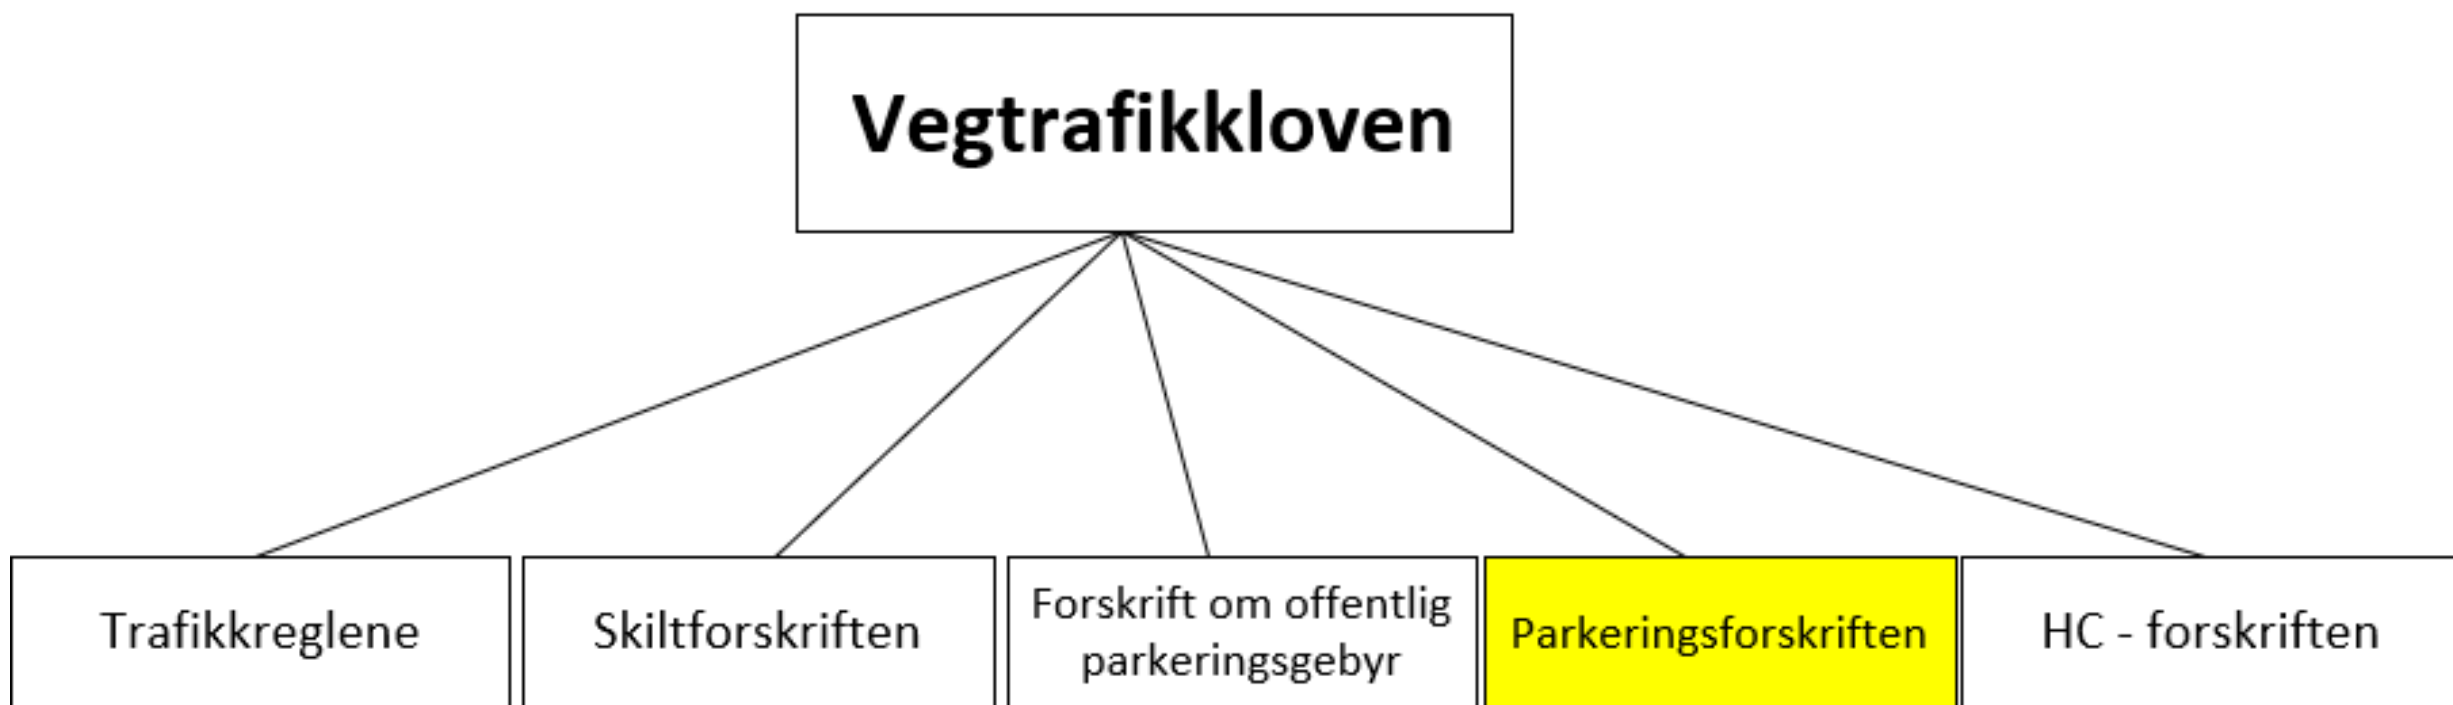 Vegtrafikkloven
Trafikkreglene
Skiltforskriften
Forskrift om offentlig
parkeringsgebyr
Parkeringsforskriften
HC - forskriften